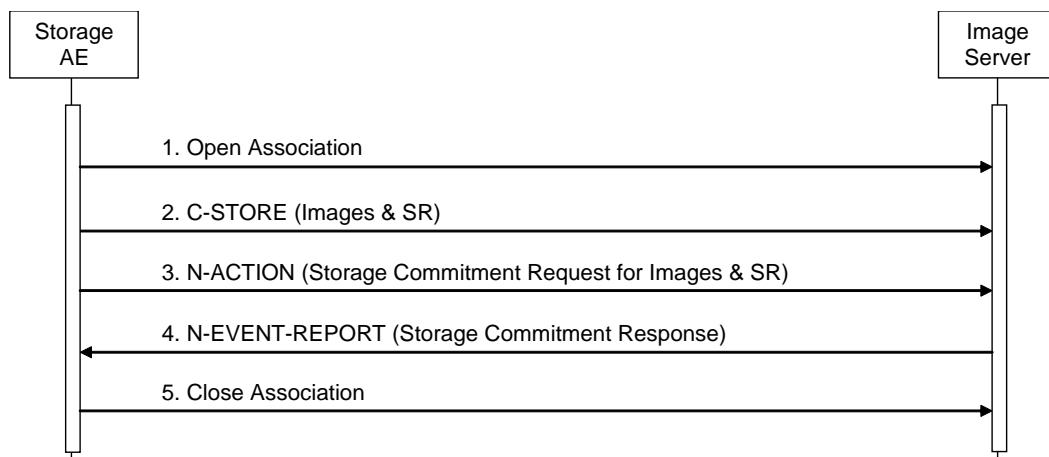 Storage
AE
Image
Server
1. Open Association
2. C-STORE (Images & SR)
3. N-ACTION (Storage Commitment Request for Images & SR)
4. N-EVENT-REPORT (Storage Commitment Response)
5. Close Association